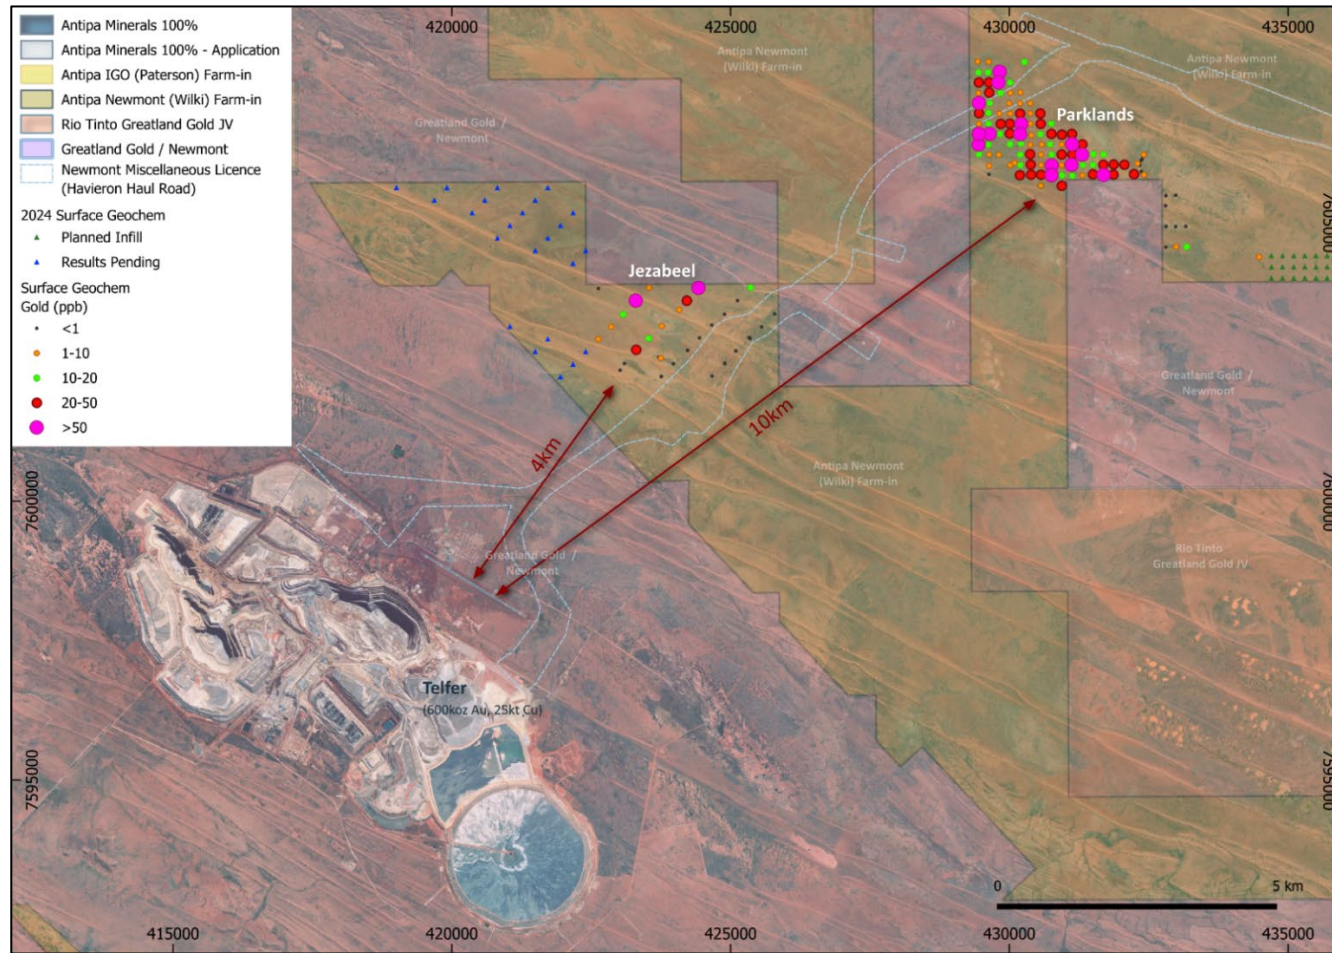 Antipa Minerals 100%
Antipa Minerals 100% - Application
Antipa IGO (Paterson) Farm-in
Antipa Newmont (Wilki) Farm-in
Rio Tinto Greatland Gold JV
Greatland Gold / Newmont
Newmont Miscellaneous Licence
(Havieron Haul Road)
2024 Surface Geochem
Planned Infill
Results Pending
Surface Geochem
Gold (ppb)
<1
1-10
10-20
20-50
>50
420000
425000
430000
435000
Antipa Newmont
(Wilki) Farm-in
Antipa Newmont
(Wilki) Farm-in
Greatland Gold /
Newmont
Parklands
7605000
Jezabeel
Greatland Gold /
Newmont
10km
4km
Antipa Newmont
(Wilki) Farm-in
7600000
7600000
Greatland Gold /
Newmont
Rio Tinto
Greatland Gold JV
Telfer
(600koz Au, 25kt Cu)
7595000
7595000
0
5 km
415000
420000
425000
430000
435000